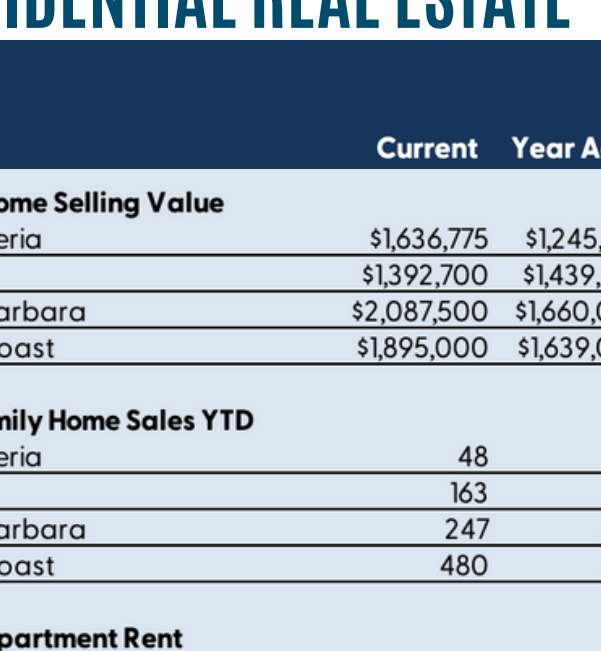 IDENTIAL REAL ESTATE
Current Year A
ome Selling Value
eria $1,636,775 $1,245,
$1,392,700 $1,439,
arbara $2,087,500 $1,660,0
oast $1,895,000 $1,639,0
mily Home Sales YTD
eria 48
163
arbara 247
oast 480
partment Rent